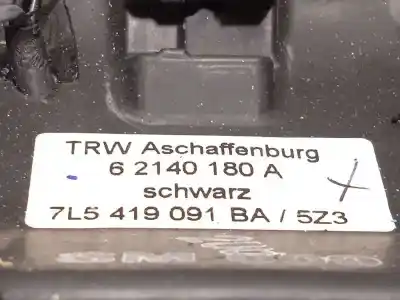 TRW Aschaffenburg
6 2140 180 A
schwarz
7L5 419 091 BA / 5Z3